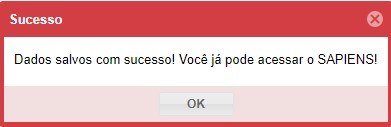 Sucesso
Dados salvos com sucesso! Você já pode acessar o SAPIENS!
OK